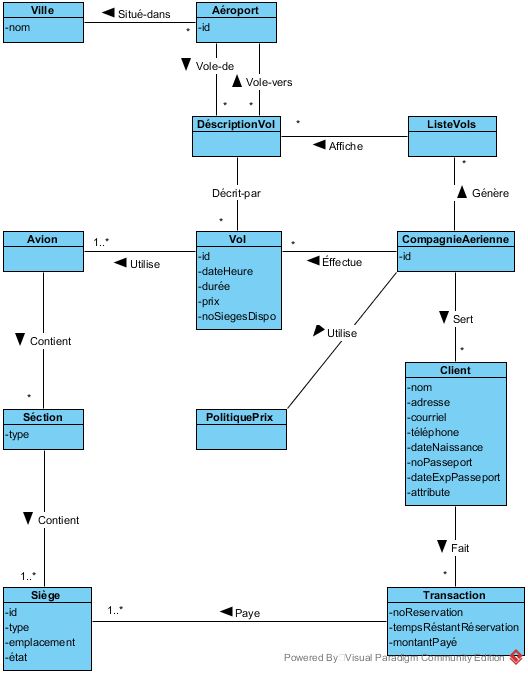 Ville
-nom
Situé-dans
*
Aéroport
-id
Vole-de
Vole-vers
*
*
DéscriptionVol
*
Affiche
ListeVols
*
Décrit-par
*
Génère
Avion
1..*
Utilise
Vol
-id
-dateHeure
-durée
-prix
-noSiegesDispo
*
Éffectue
CompagnieAerienne
-id
Contient
*
Utilise
Sert
*
Séction
-type
PolitiquePrix
Client
-nom
-adresse
-courriel
-téléphone
-dateNaissance
-noPasseport
-dateExpPasseport
-attribute
Contient
1..*
Fait
*
Siège
-id
-type
-emplacement
-état
1..*
Paye
Transaction
-noReservation
-tempsRéstantRéservation
-montantPayé
Powered By Visual Paradigm Community Edition